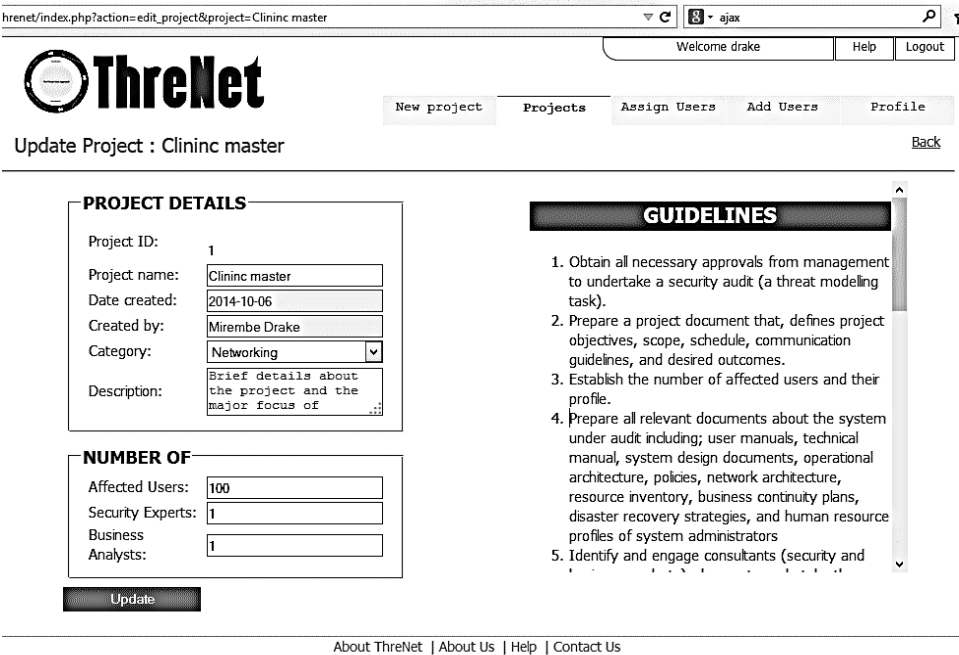 hrenet/index.php?action=edit_project&project=Clininc master
ajax
Welcome drake
Help
Logout
ThreNet
New project
Projects
Assign Users
Add Users
Profile
Update Project : Clininc master
Back
PROJECT DETAILS
Project ID: 1
Project name: Clininc master
Date created: 2014-10-06
Created by: Mirembe Drake
Category: Networking
Description: Brief details about
the project and the
major focus of
NUMBER OF
Affected Users: 100
Security Experts: 1
Business
Analysts: 1
Update
GUIDELINES
1. Obtain all necessary approvals from management
to undertake a security audit (a threat modeling
task).
2. Prepare a project document that, defines project
objectives, scope, schedule, communication
guidelines, and desired outcomes.
3. Establish the number of affected users and their
profile.
4. Prepare all relevant documents about the system
under audit including; user manuals, technical
manual, system design documents, operational
architecture, policies, network architecture,
resource inventory, business continuity plans,
disaster recovery strategies, and human resource
profiles of system administrators
5. Identify and engage consultants (security and
About ThreNet | About Us | Help | Contact Us